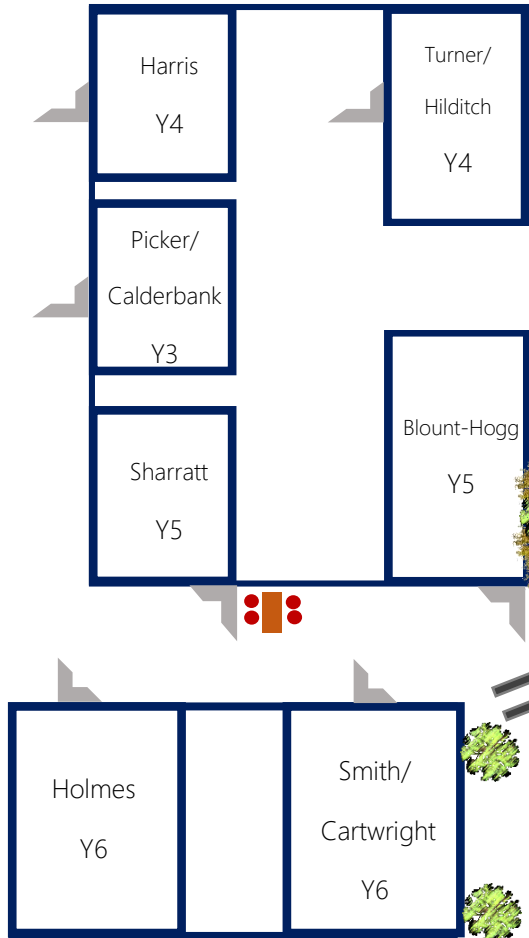 Harris
Y4
Turner/
Hilditch
Y4
Picker/
Calderbank
Y3
Blount-Hogg
Y5
Sharratt
Y5
Holmes
Y6
Smith/
Cartwright
Y6